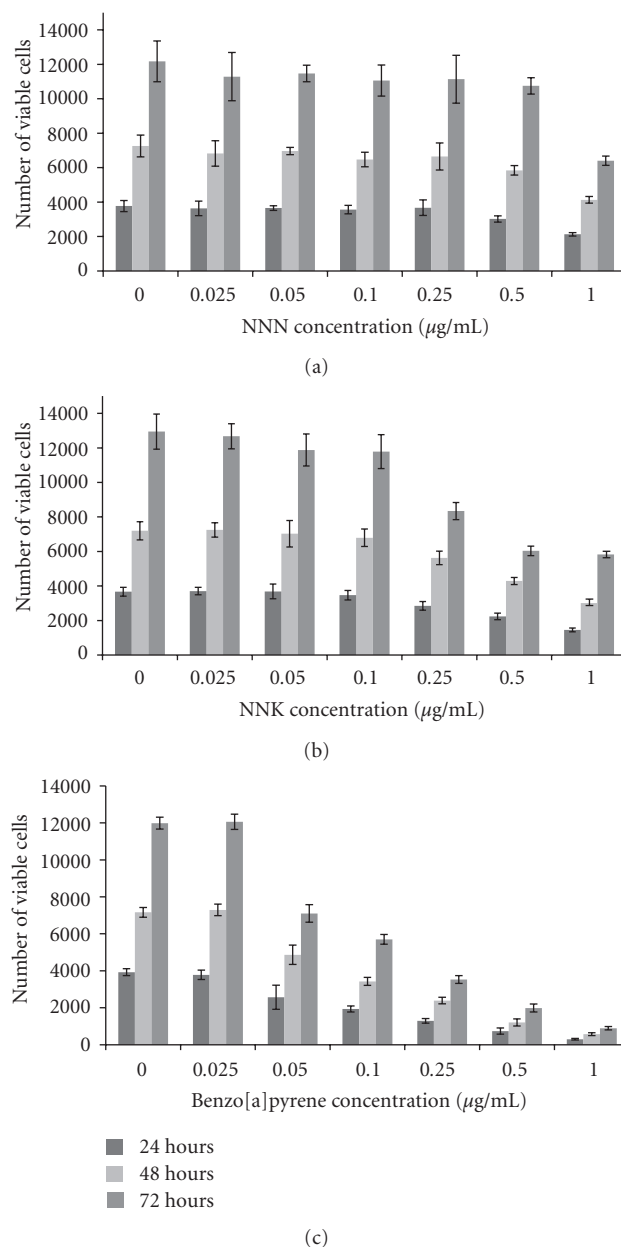 14000
12000
10000
8000
6000
4000
2000
0
Number of viable cells
0 0.025 0.05 0.1 0.25 0.5 1
NNN concentration (μg/mL)
(a)
14000
12000
10000
8000
6000
4000
2000
0
Number of viable cells
0 0.025 0.05 0.1 0.25 0.5 1
NNK concentration (μg/mL)
(b)
14000
12000
10000
8000
6000
4000
2000
0
Number of viable cells
0 0.025 0.05 0.1 0.25 0.5 1
Benzo[a]pyrene concentration (μg/mL)
24 hours
48 hours
72 hours
(c)